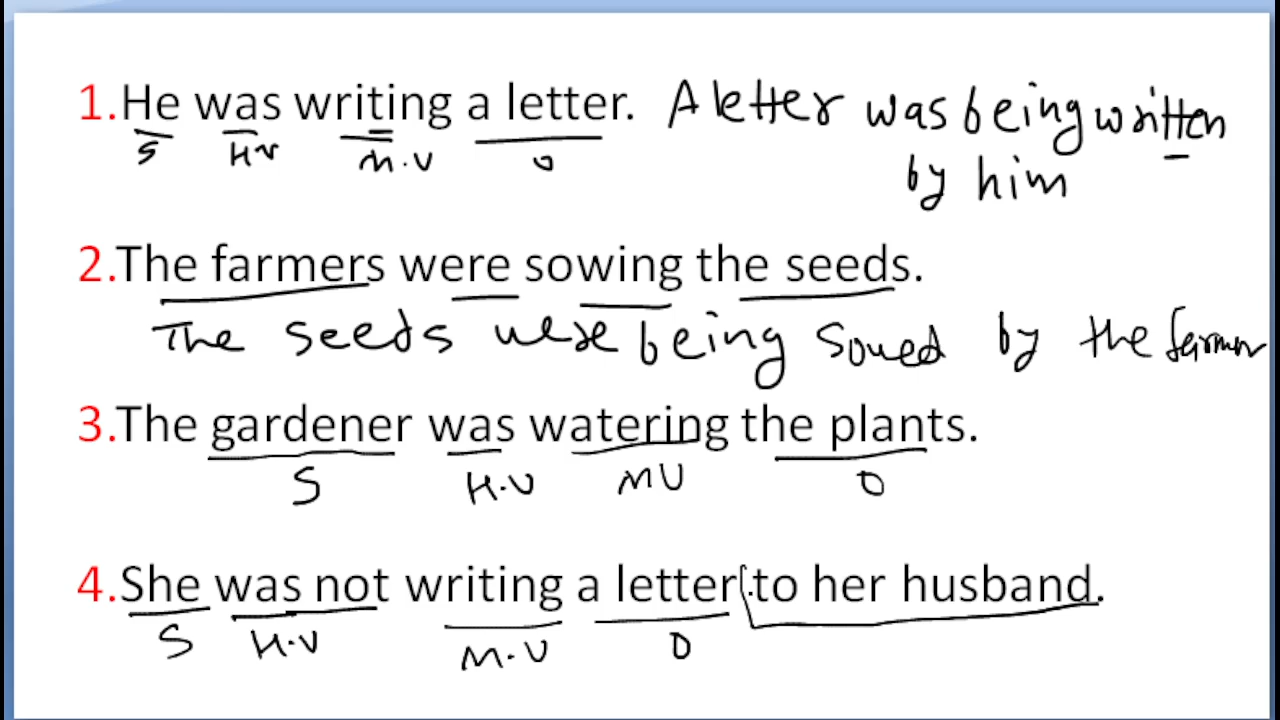 1.He was writing a letter. A letter was being written
S H.V M.V O by him
2.The farmers were sowing the seeds.
The seeds were being sowed by the farmer
3.The gardener was watering the plants.
S H.V MV O
4.She was not writing a letter to her husband.
S H.V M.V O